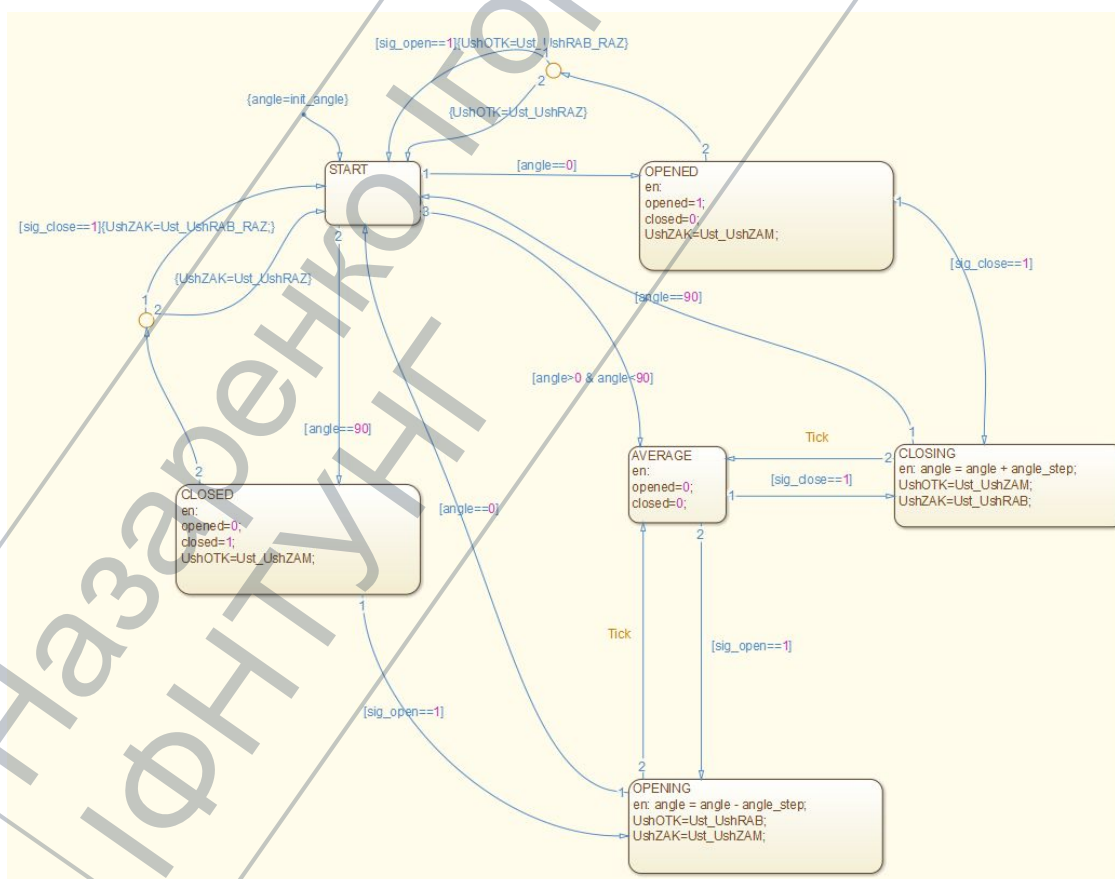 [sig_open==1]{UshOTK=Ust_UshRAB_RAZ}
1
2
{angle=init_angle}
{UshOTK=Ust_UshRAZ}
START
1
[angle==0]
2
OPENED
en:
opened=1;
closed=0;
UshZAK=Ust_UshZAM;
1
3
2
[sig_close==1]{UshZAK=Ust_UshRAB_RAZ;}
{UshZAK=Ust_UshRAZ}
[sig_close==1]
[angle==90]
1
2
[angle>0 & angle<90]
[angle==90]
1
Tick
AVERAGE
en:
opened=0;
closed=0;
2
CLOSING
en: angle = angle + angle_step;
UshOTK=Ust_UshZAM;
UshZAK=Ust_UshRAB;
[sig_close==1]
1
2
2
CLOSED
en:
opened=0;
closed=1;
UshOTK=Ust_UshZAM;
[angle==0]
1
Tick
[sig_open==1]
[sig_open==1]
2
1
OPENING
en: angle = angle - angle_step;
UshOTK=Ust_UshRAB;
UshZAK=Ust_UshZAM;
Назаренко Ігор
ІФНТУНГ